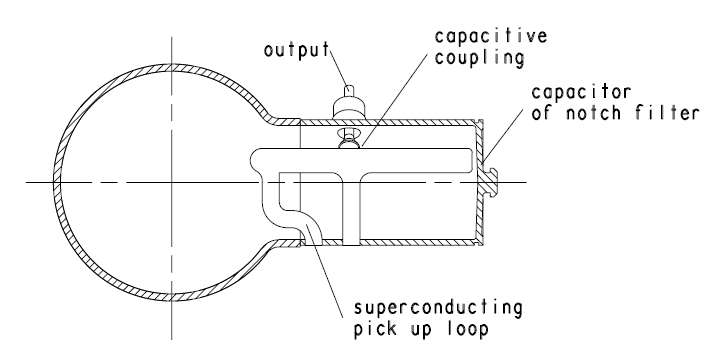 output
capacitive
coupling
capacitor
of notch filter
superconducting
pick up loop